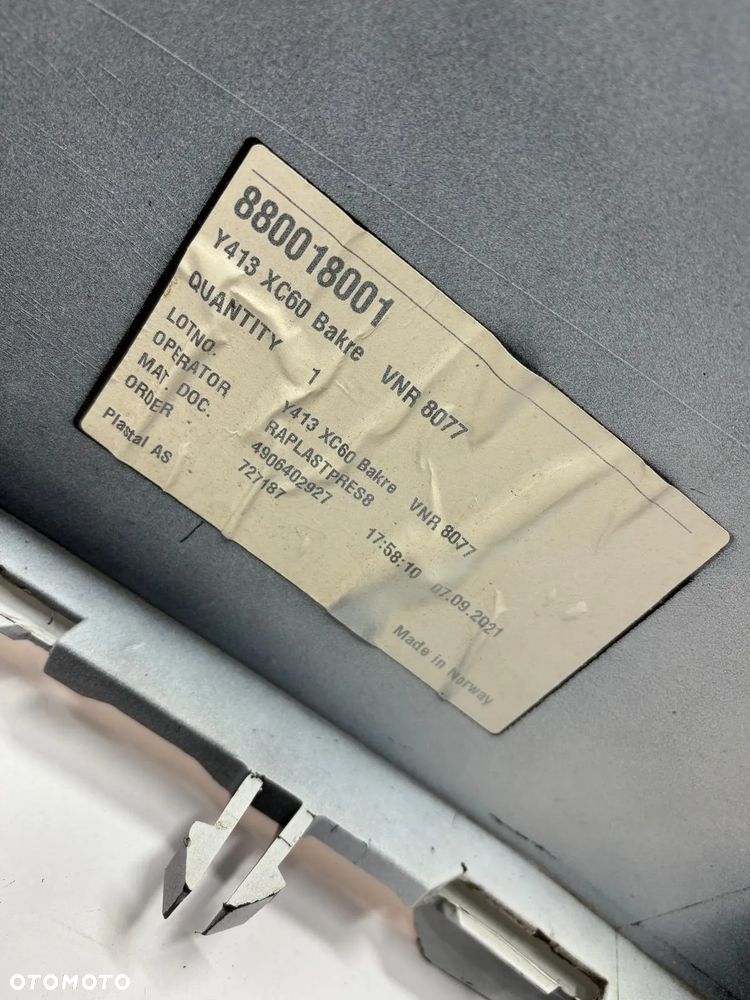 880018001
Y413 XC60 Bakre VNR 8077
QUANTITY 1
LOTNO. Y413 XC60 Bakre VNR 8077
OPERATOR RAPLASTPRES8
MAT. DOC. 4906402927 17:58:10 07.09.2021
ORDER 727187
Plastal AS Made in Norway
OTOMOTO